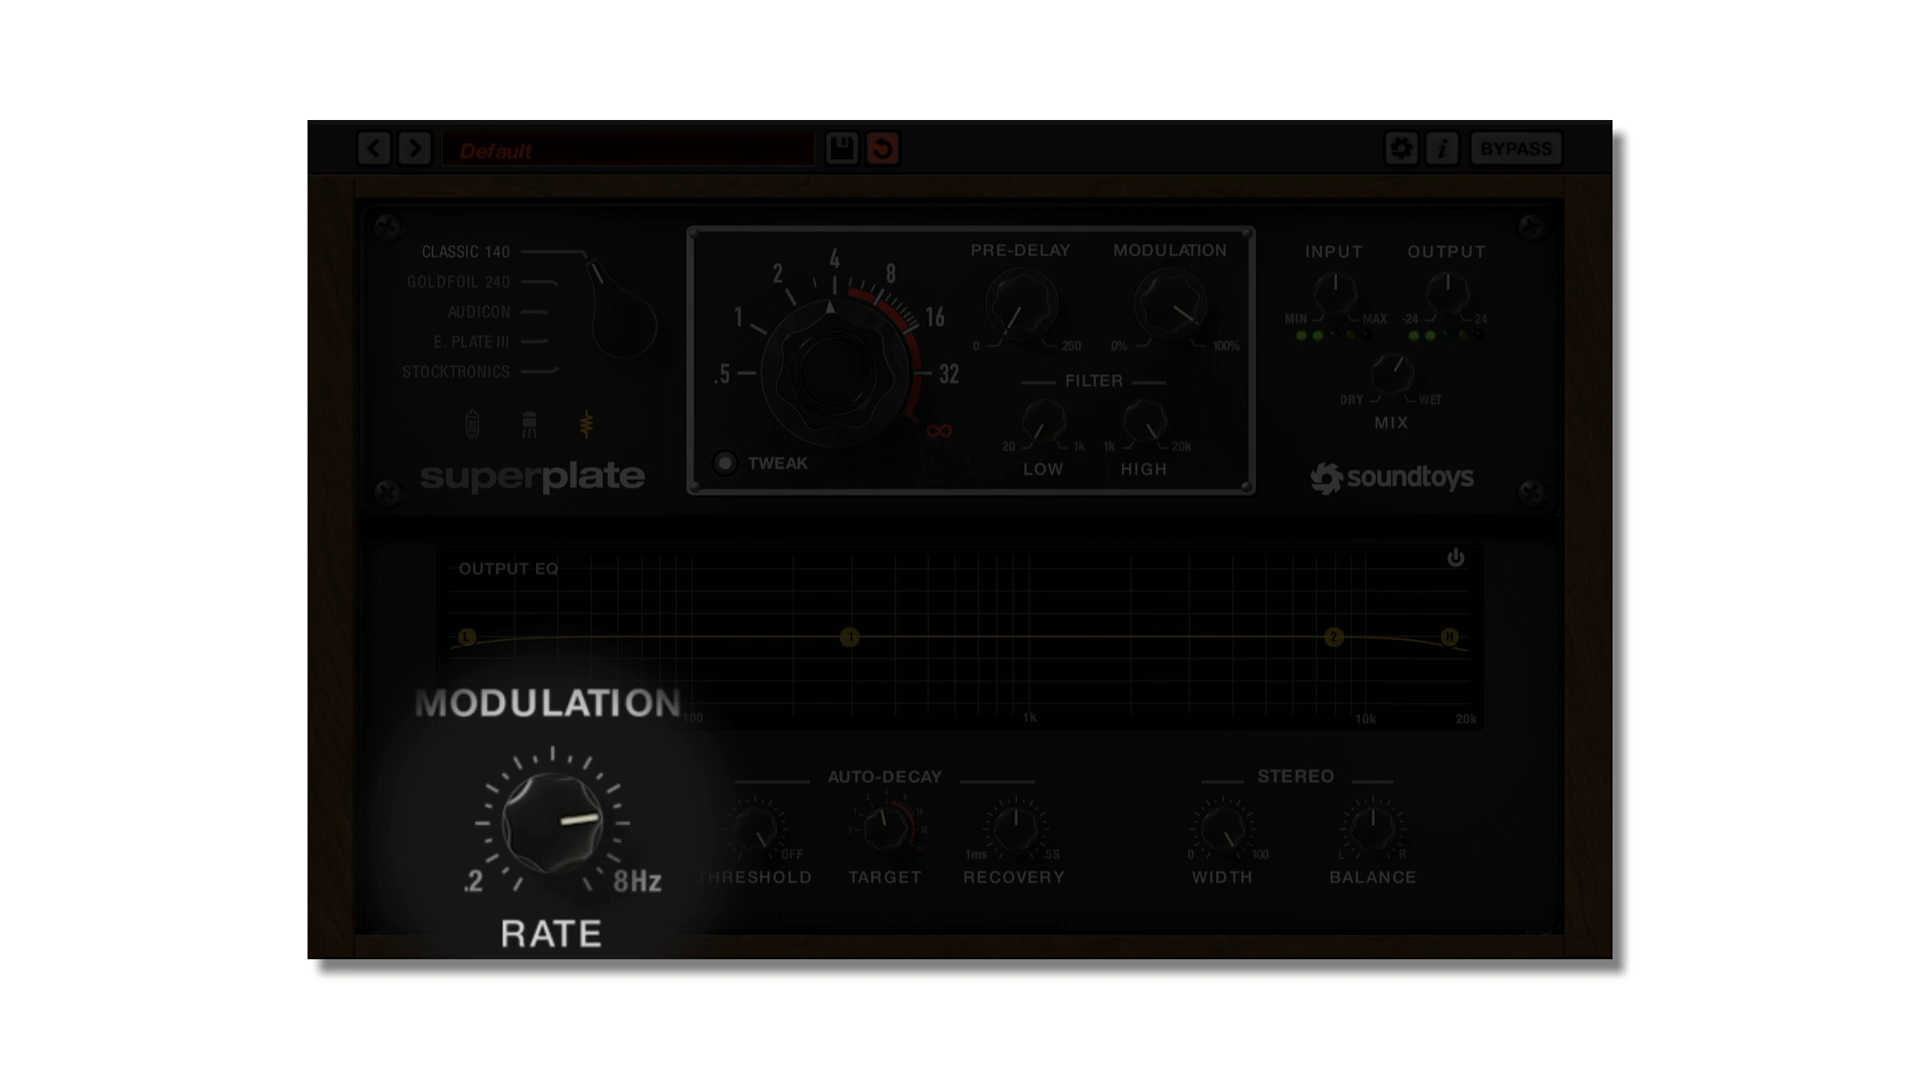 Default
BYPASS
CLASSIC 140
GOLDFOIL 240
AUDICON
E. PLATE III
STOCKTRONICS
superplate
.5
1
2
4
8
16
32
∞
TWEAK
PRE-DELAY
0 250
MODULATION
0% 100%
FILTER
20 1k
LOW
1k 20k
HIGH
INPUT
MIN MAX
OUTPUT
-24 24
DRY WET
MIX
soundtoys
OUTPUT EQ
L 1 2 H
100 1k 10k 20k
MODULATION
.2 8Hz
RATE
AUTO-DECAY
OFF
THRESHOLD
TARGET
1ms
RECOVERY
STEREO
0 100
WIDTH
L R
BALANCE